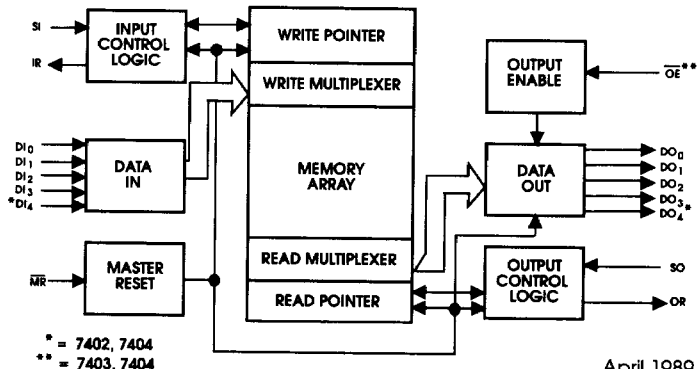 SI
IR
INPUT
CONTROL
LOGIC
WRITE POINTER
WRITE MULTIPLEXER
MEMORY
ARRAY
READ MULTIPLEXER
READ POINTER
OUTPUT
ENABLE
OE**
DI0
DI1
DI2
DI3
*DI4
DATA
IN
DATA
OUT
DO0
DO1
DO2
DO3
DO4*
MR
MASTER
RESET
OUTPUT
CONTROL
LOGIC
SO
OR
* = 7402, 7404
** = 7403, 7404
April 1989